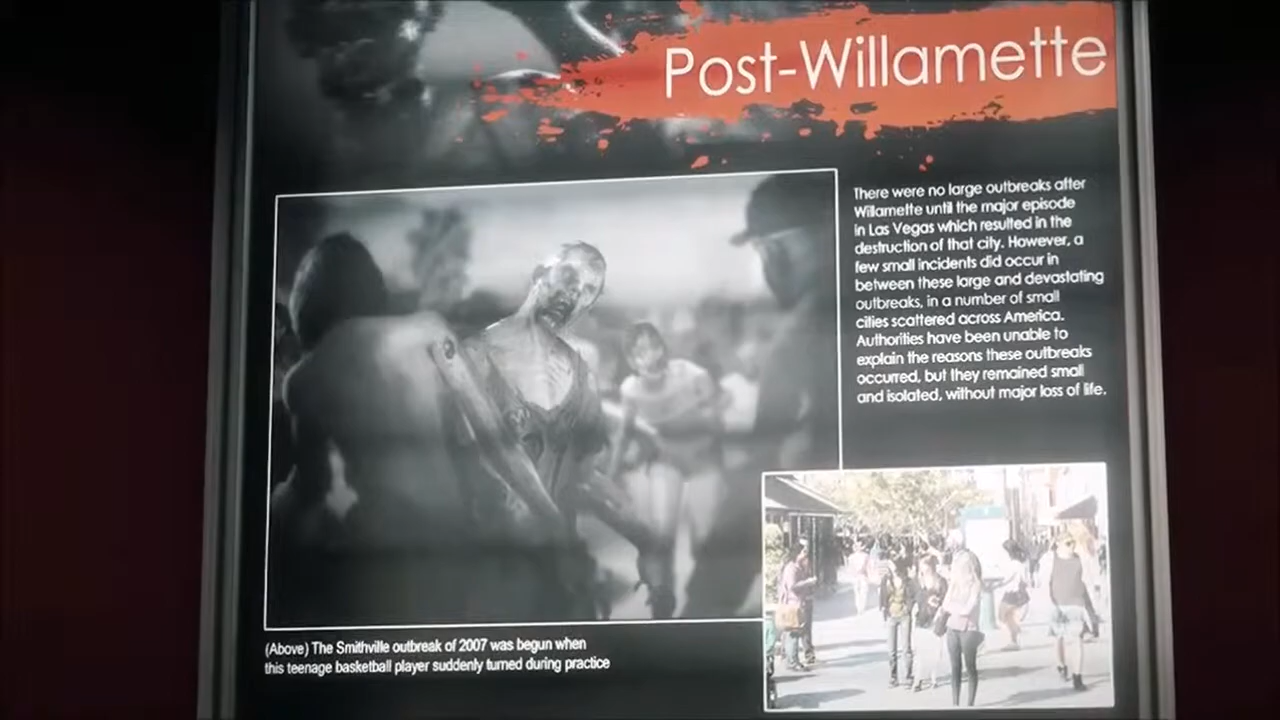 Post-Willamette
There were no large outbreaks after
Willamette until the major episode
in Las Vegas which resulted in the
destruction of that city. However, a
few small incidents did occur in
between these large and devastating
outbreaks, in a number of small
cities scattered across America.
Authorities have been unable to
explain the reasons these outbreaks
occurred, but they remained small
and isolated, without major loss of life.
(Above) The Smithville outbreak of 2007 was begun when
this teenage basketball player suddenly turned during practice